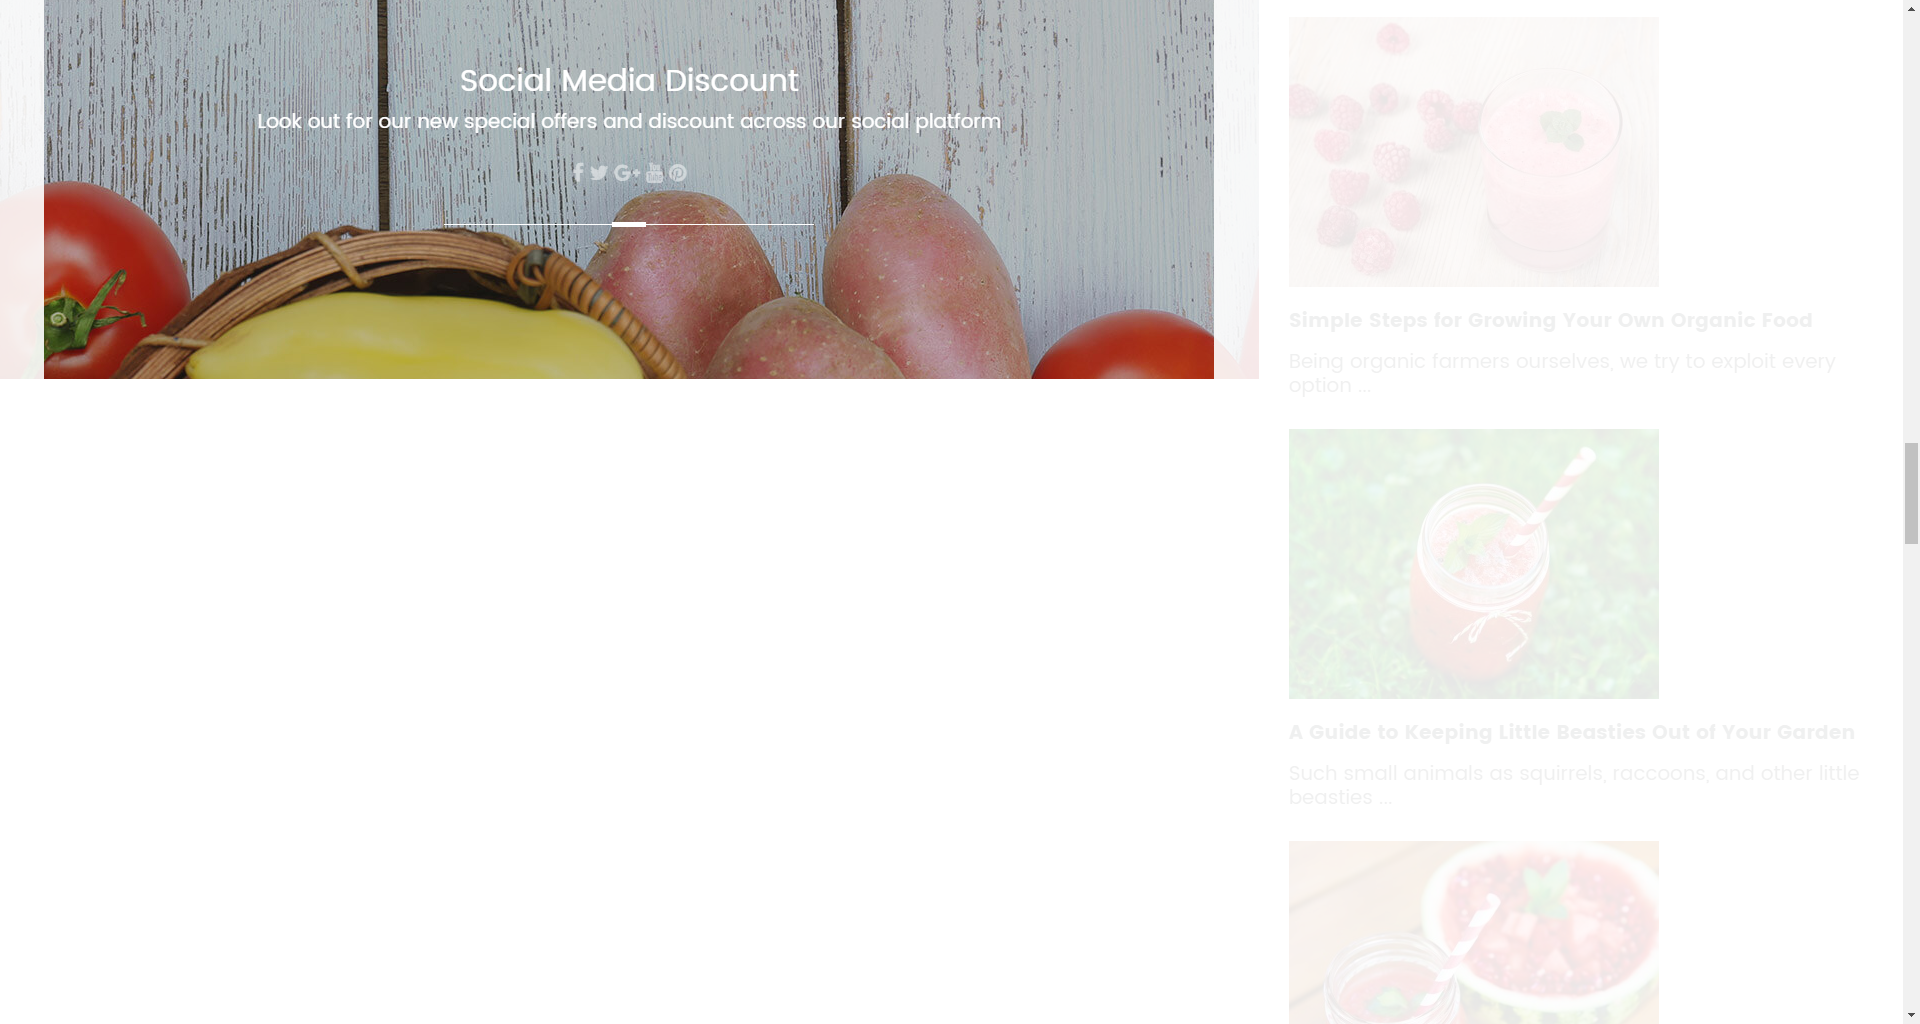 Social Media Discount
Look out for our new special offers and discount across our social platform
Simple Steps for Growing Your Own Organic Food
Being organic farmers ourselves, we try to exploit every
option ...
A Guide to Keeping Little Beasties Out of Your Garden
Such small animals as squirrels, raccoons, and other little
beasties ...